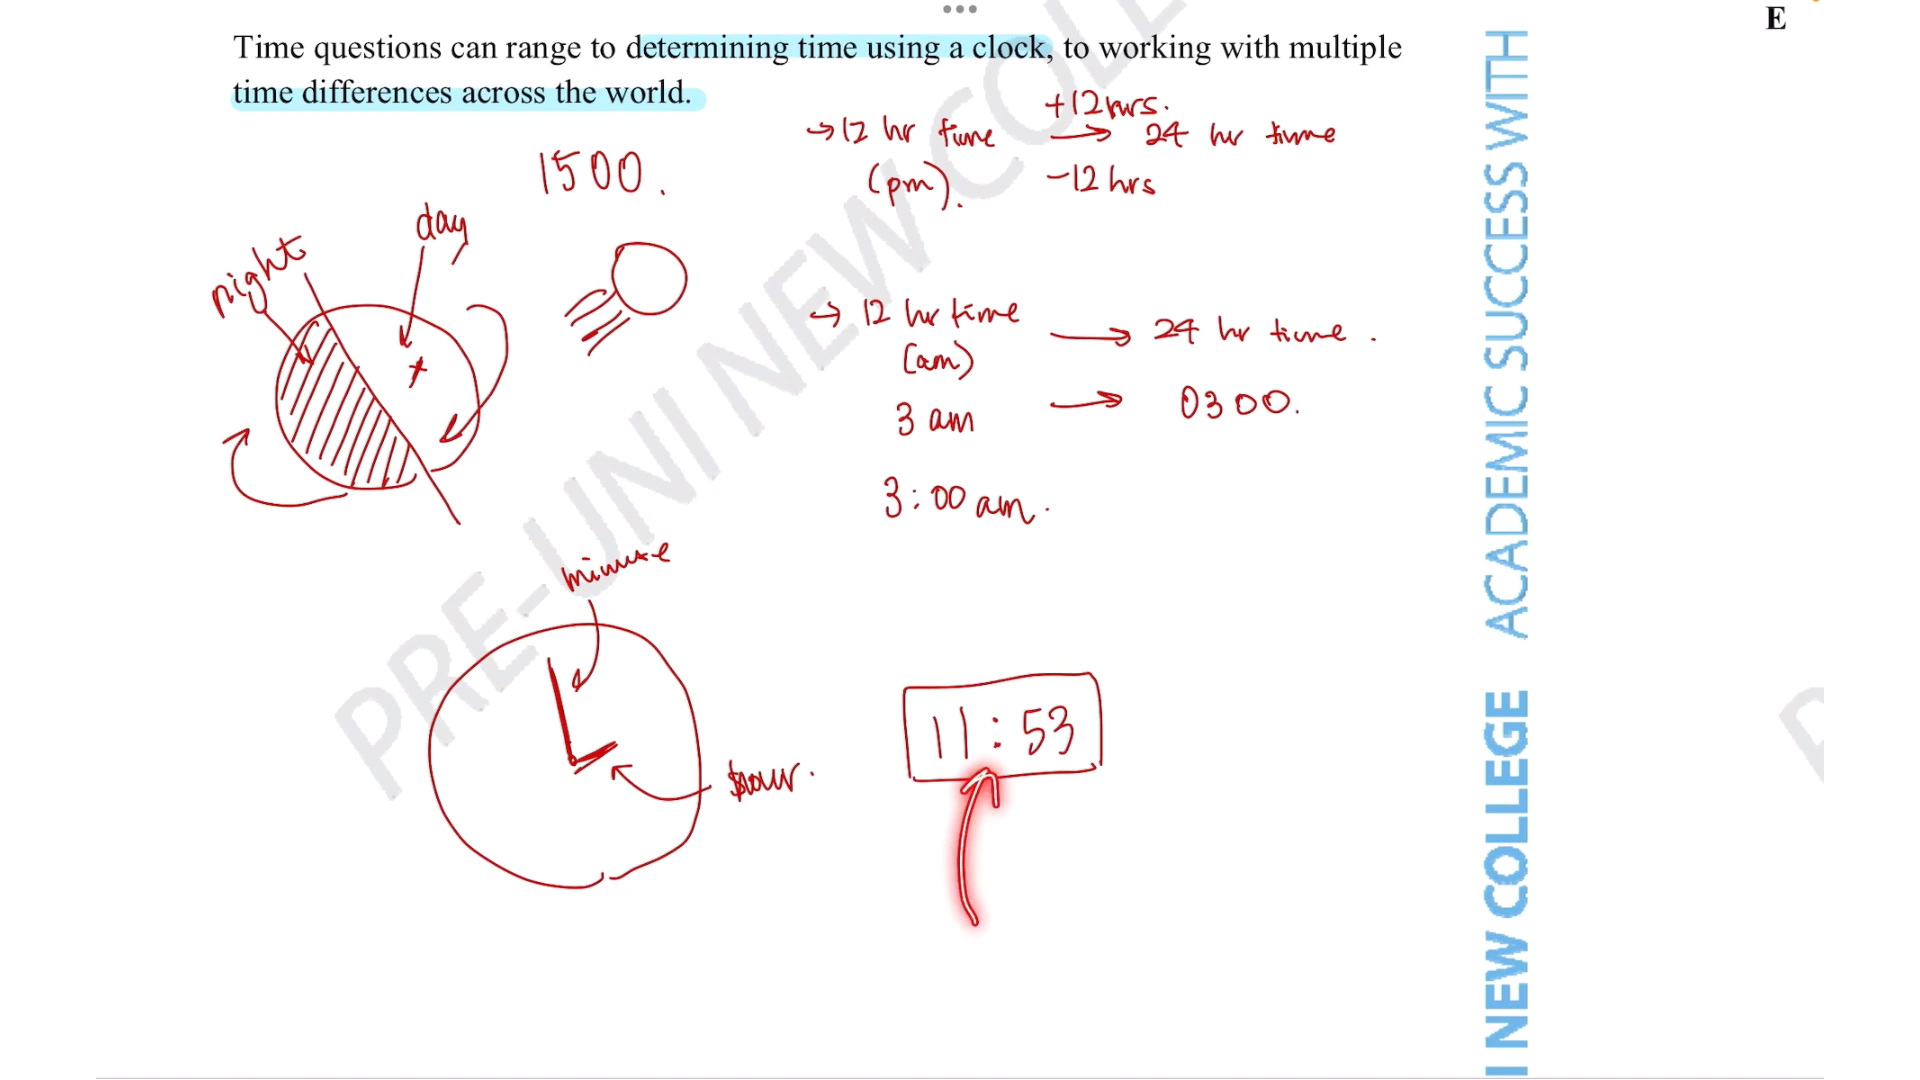 E
Time questions can range to determining time using a clock, to working with multiple
time differences across the world.
+12hrs.
→12 hr time → 24 hr time
(pm). -12 hrs
1500.
day
night
→ 12 hr time → 24 hr time.
(am)
3 am → 0300.
3:00 am.
minute
hour.
11:53
PRE-UNI NEW COLL
I NEW COLLEGE ACADEMIC SUCCESS WITH